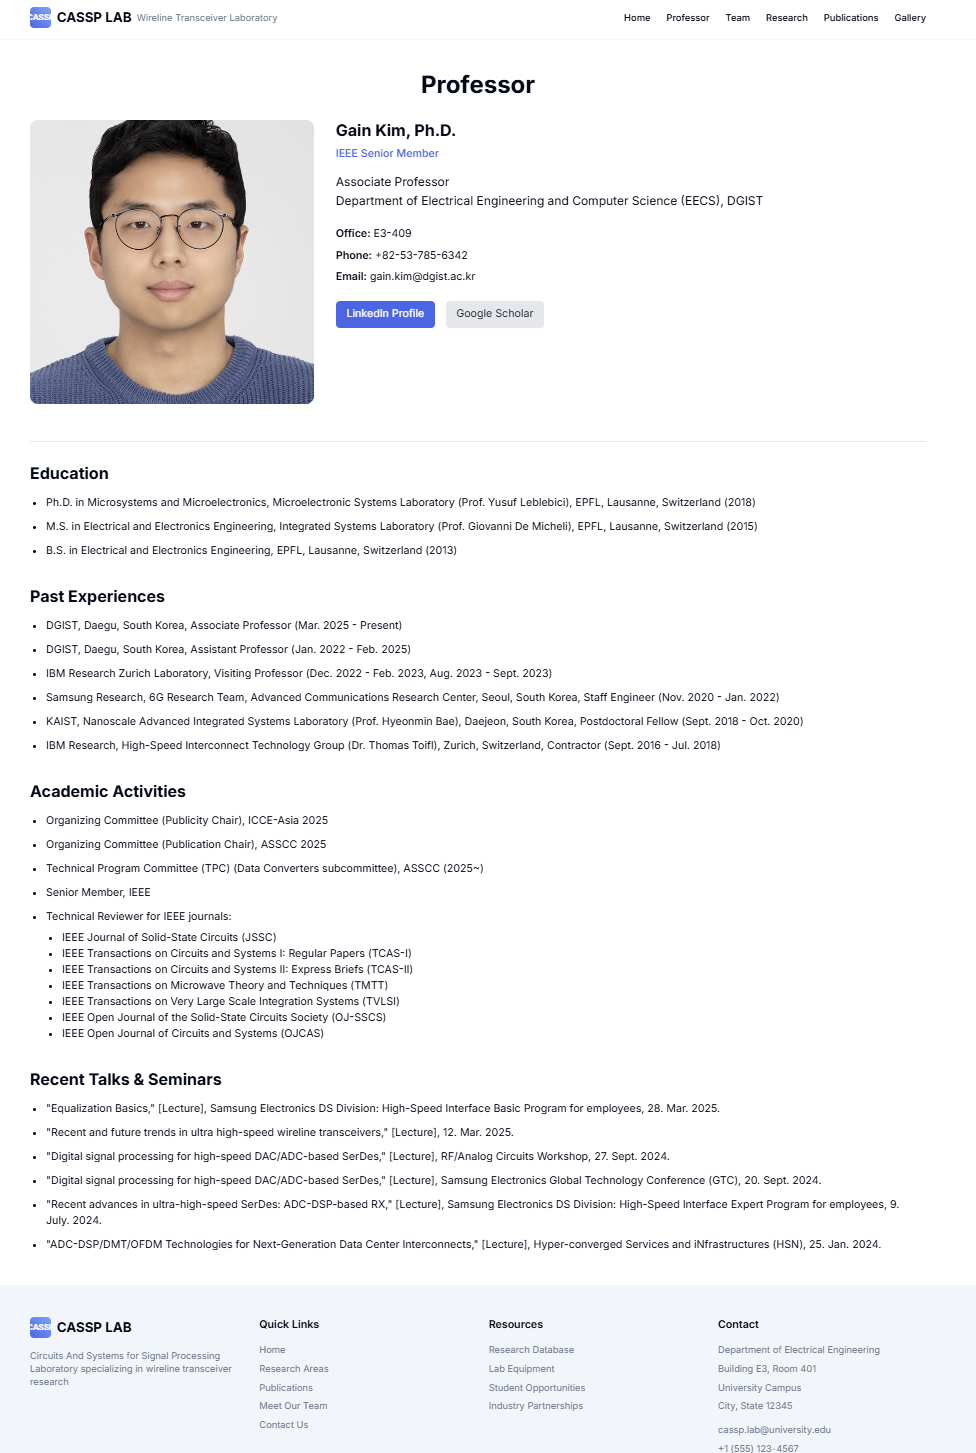 CASSP
CASSP LAB
Wireline Transceiver Laboratory
Home
Professor
Team
Research
Publications
Gallery
Professor
Gain Kim, Ph.D.
IEEE Senior Member
Associate Professor
Department of Electrical Engineering and Computer Science (EECS), DGIST
Office: E3-409
Phone: +82-53-785-6342
Email: gain.kim@dgist.ac.kr
LinkedIn Profile
Google Scholar
Education
• Ph.D. in Microsystems and Microelectronics, Microelectronic Systems Laboratory (Prof. Yusuf Leblebici), EPFL, Lausanne, Switzerland (2018)
• M.S. in Electrical and Electronics Engineering, Integrated Systems Laboratory (Prof. Giovanni De Micheli), EPFL, Lausanne, Switzerland (2015)
• B.S. in Electrical and Electronics Engineering, EPFL, Lausanne, Switzerland (2013)
Past Experiences
• DGIST, Daegu, South Korea, Associate Professor (Mar. 2025 - Present)
• DGIST, Daegu, South Korea, Assistant Professor (Jan. 2022 - Feb. 2025)
• IBM Research Zurich Laboratory, Visiting Professor (Dec. 2022 - Feb. 2023, Aug. 2023 - Sept. 2023)
• Samsung Research, 6G Research Team, Advanced Communications Research Center, Seoul, South Korea, Staff Engineer (Nov. 2020 - Jan. 2022)
• KAIST, Nanoscale Advanced Integrated Systems Laboratory (Prof. Hyeonmin Bae), Daejeon, South Korea, Postdoctoral Fellow (Sept. 2018 - Oct. 2020)
• IBM Research, High-Speed Interconnect Technology Group (Dr. Thomas Toifl), Zurich, Switzerland, Contractor (Sept. 2016 - Jul. 2018)
Academic Activities
• Organizing Committee (Publicity Chair), ICCE-Asia 2025
• Organizing Committee (Publication Chair), ASSCC 2025
• Technical Program Committee (TPC) (Data Converters subcommittee), ASSCC (2025~)
• Senior Member, IEEE
• Technical Reviewer for IEEE journals:
• IEEE Journal of Solid-State Circuits (JSSC)
• IEEE Transactions on Circuits and Systems I: Regular Papers (TCAS-I)
• IEEE Transactions on Circuits and Systems II: Express Briefs (TCAS-II)
• IEEE Transactions on Microwave Theory and Techniques (TMTT)
• IEEE Transactions on Very Large Scale Integration Systems (TVLSI)
• IEEE Open Journal of the Solid-State Circuits Society (OJ-SSCS)
• IEEE Open Journal of Circuits and Systems (OJCAS)
Recent Talks & Seminars
• "Equalization Basics," [Lecture], Samsung Electronics DS Division: High-Speed Interface Basic Program for employees, 28. Mar. 2025.
• "Recent and future trends in ultra high-speed wireline transceivers," [Lecture], 12. Mar. 2025.
• "Digital signal processing for high-speed DAC/ADC-based SerDes," [Lecture], RF/Analog Circuits Workshop, 27. Sept. 2024.
• "Digital signal processing for high-speed DAC/ADC-based SerDes," [Lecture], Samsung Electronics Global Technology Conference (GTC), 20. Sept. 2024.
• "Recent advances in ultra-high-speed SerDes: ADC-DSP-based RX," [Lecture], Samsung Electronics DS Division: High-Speed Interface Expert Program for employees, 9.
July. 2024.
• "ADC-DSP/DMT/OFDM Technologies for Next-Generation Data Center Interconnects," [Lecture], Hyper-converged Services and iNfrastructures (HSN), 25. Jan. 2024.
CASSP
CASSP LAB
Circuits And Systems for Signal Processing
Laboratory specializing in wireline transceiver
research
Quick Links
Home
Research Areas
Publications
Meet Our Team
Contact Us
Resources
Research Database
Lab Equipment
Student Opportunities
Industry Partnerships
Contact
Department of Electrical Engineering
Building E3, Room 401
University Campus
City, State 12345
cassp.lab@university.edu
+1 (555) 123-4567